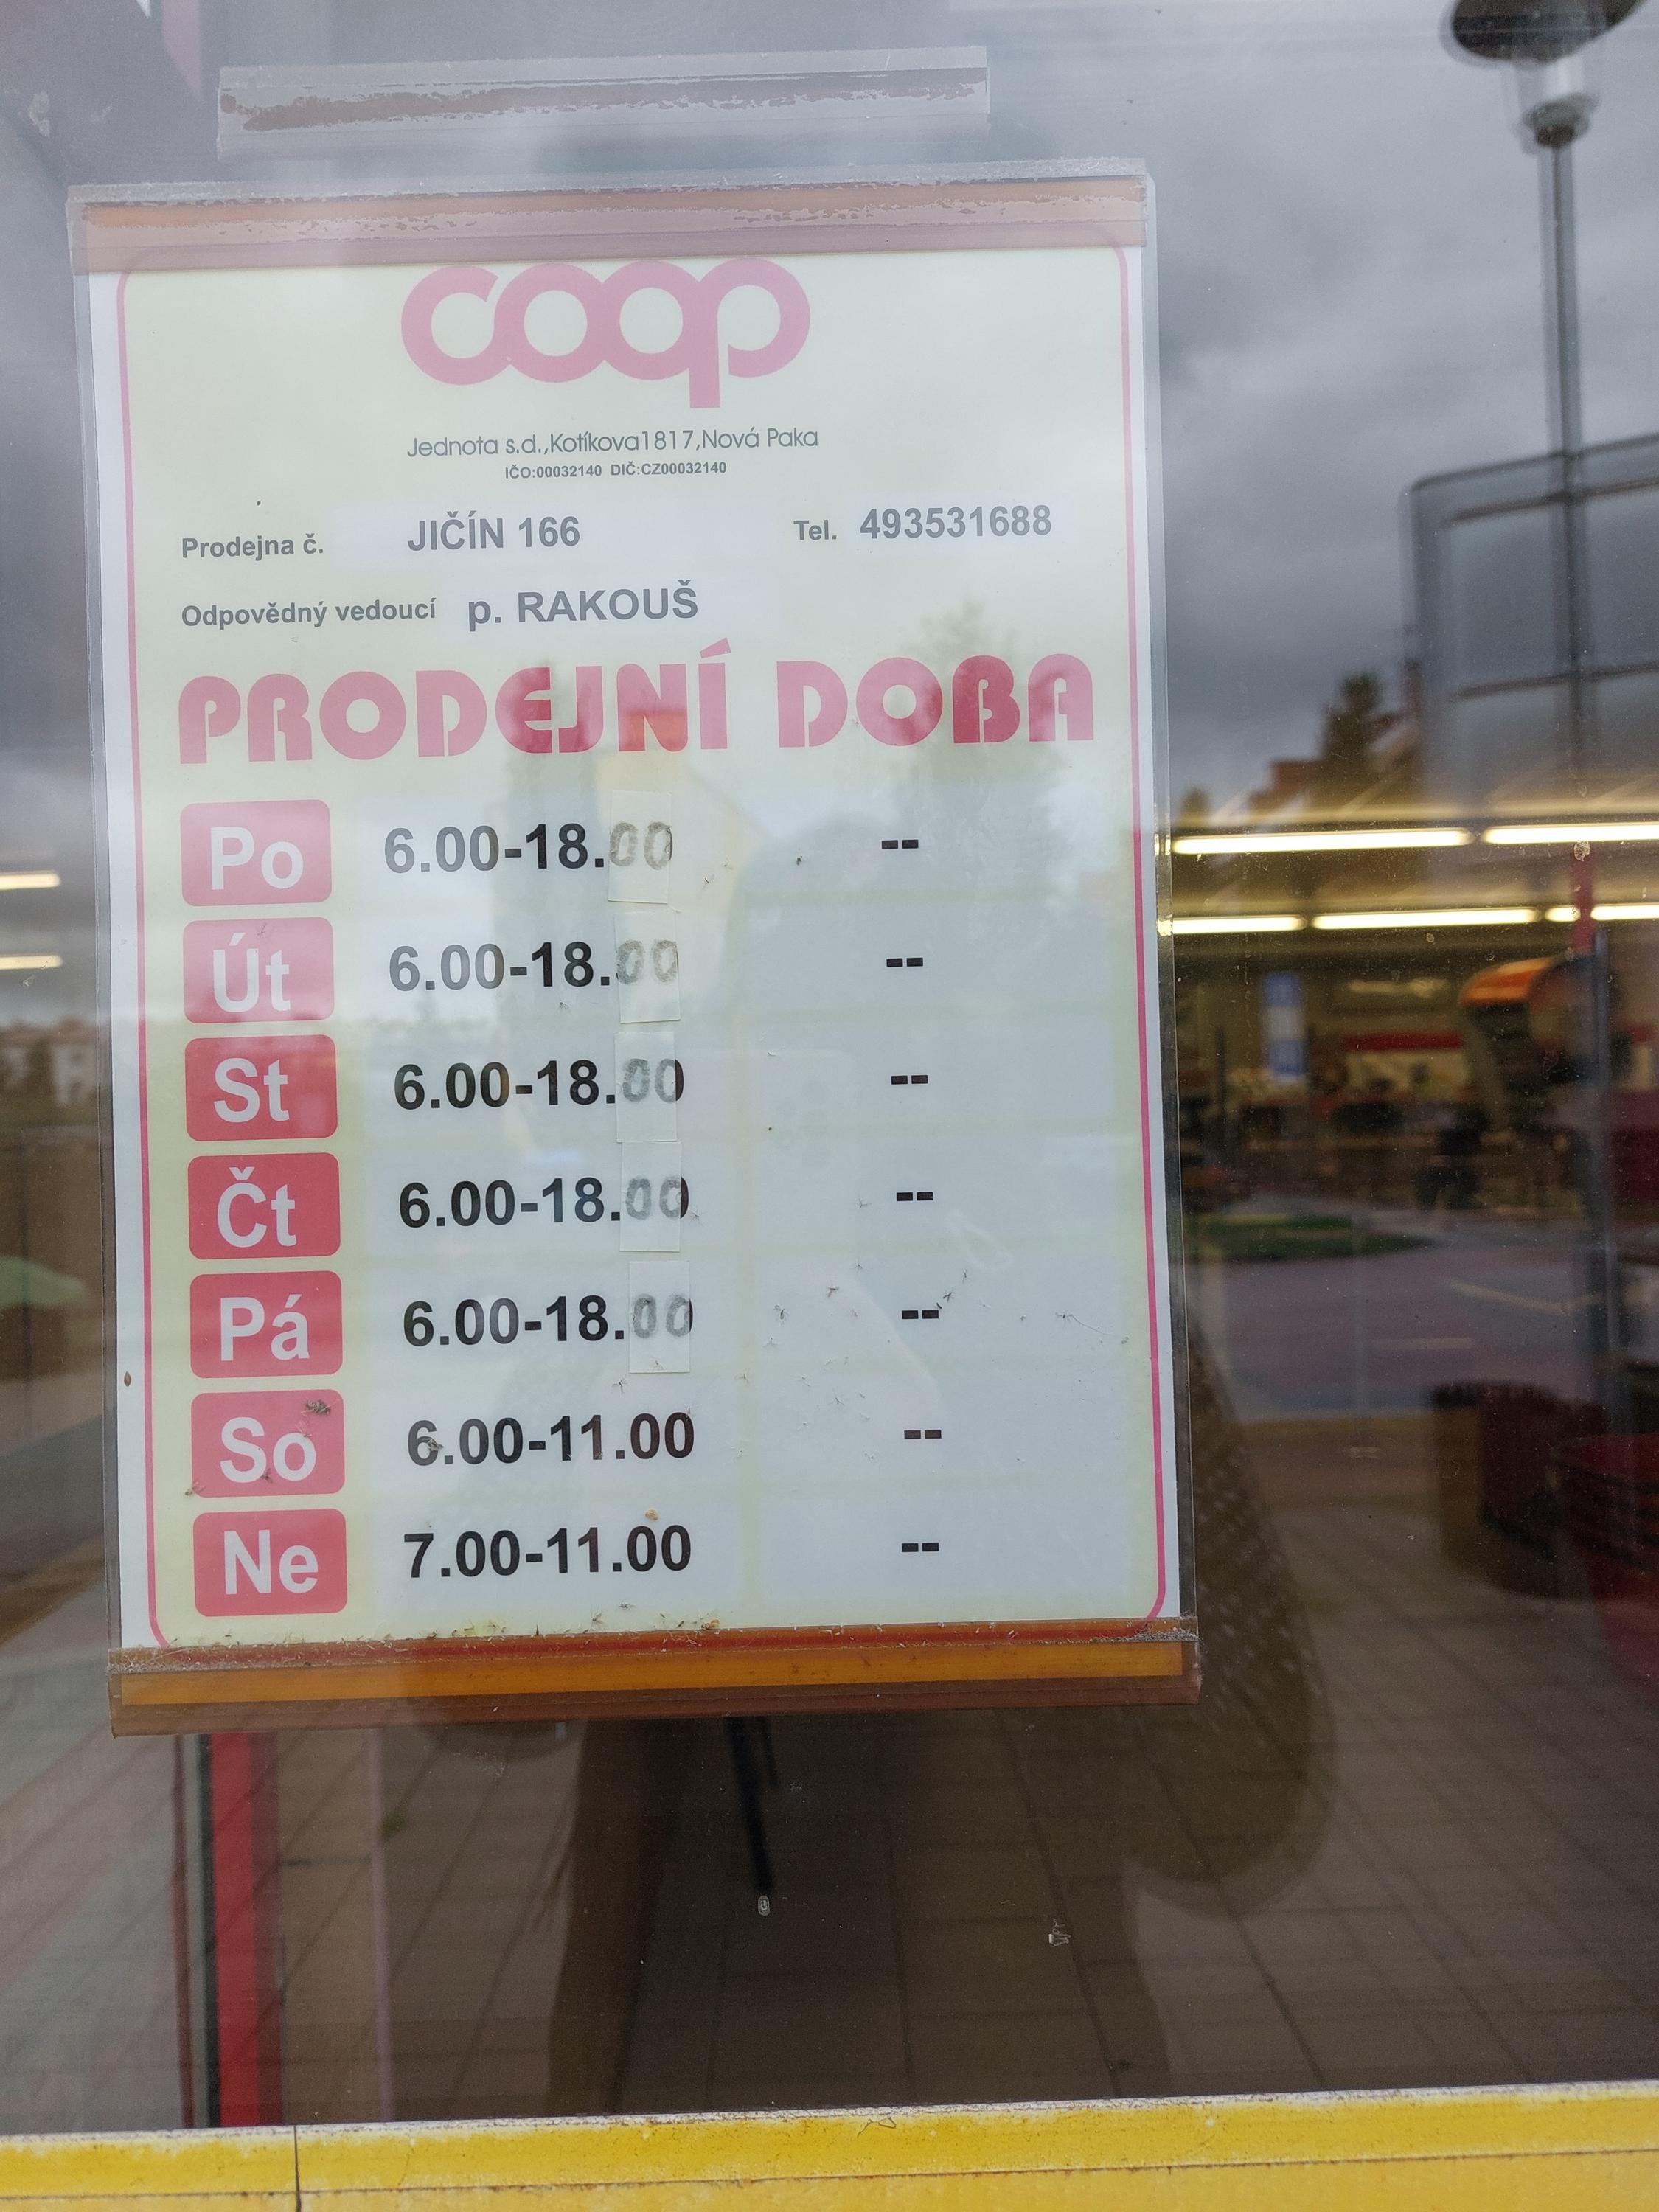 coop
Jednota s.d.,Kotíkova1817,Nová Paka
IČO:00032140 DIČ:CZ00032140
Prodejna č. JIČÍN 166 Tel. 493531688
Odpovědný vedoucí p. RAKOUŠ
PRODEJNÍ DOBA
Po 6.00-18.00 --
Út 6.00-18.00 --
St 6.00-18.00 --
Čt 6.00-18.00 --
Pá 6.00-18.00 --
So 6.00-11.00 --
Ne 7.00-11.00 --